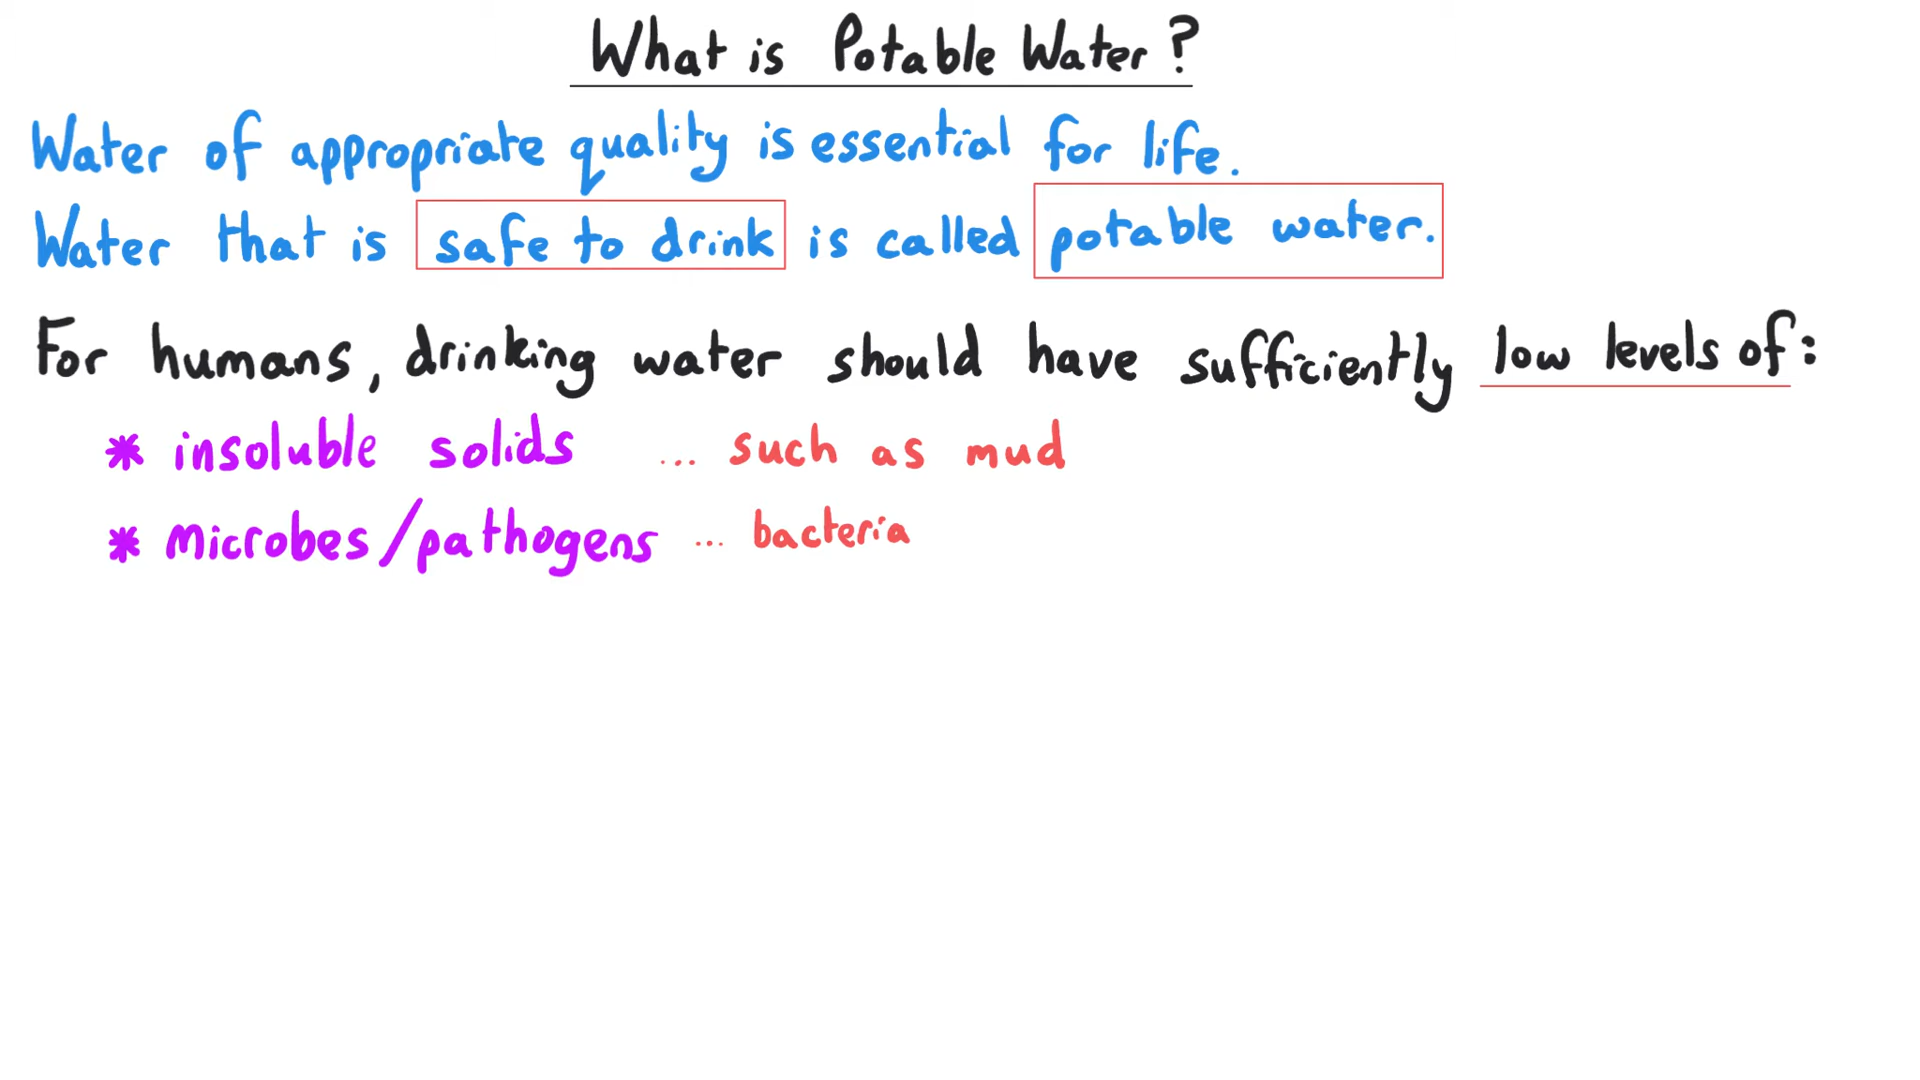 What is Potable Water?
Water of appropriate quality is essential for life.
Water that is safe to drink is called potable water.
For humans, drinking water should have sufficiently low levels of:
* insoluble solids ... such as mud
* microbes/pathogens ... bacteria